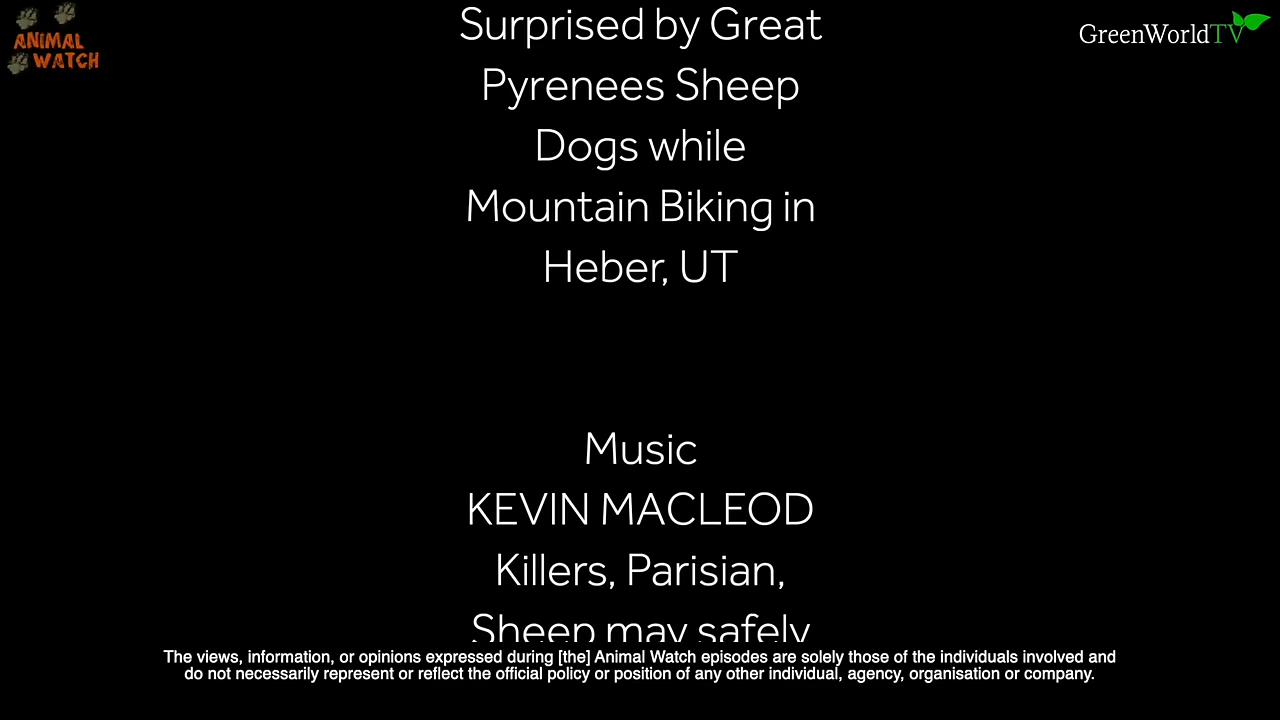 ANIMAL
WATCH
GreenWorldTV
Surprised by Great
Pyrenees Sheep
Dogs while
Mountain Biking in
Heber, UT
Music
KEVIN MACLEOD
Killers, Parisian,
Sheep may safely
The views, information, or opinions expressed during [the] Animal Watch episodes are solely those of the individuals involved and
do not necessarily represent or reflect the official policy or position of any other individual, agency, organisation or company.